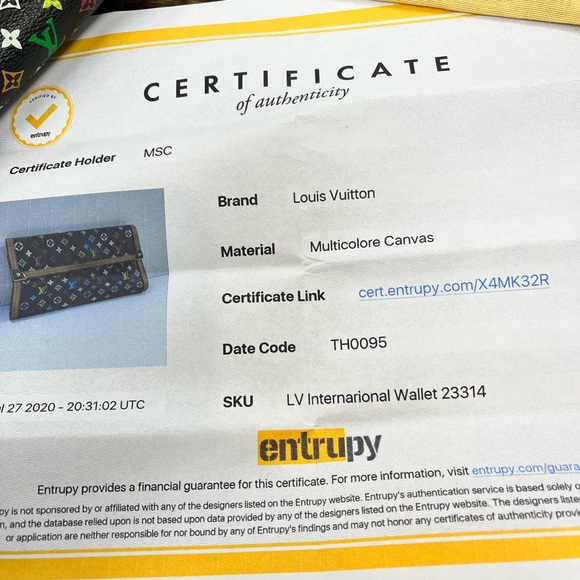 CERTIFICATE
of authenticity
CERTIFIED BY
entrupy
Certificate Holder MSC
Brand Louis Vuitton
Material Multicolore Canvas
Certificate Link cert.entrupy.com/X4MK32R
Date Code TH0095
27 2020 - 20:31:02 UTC
SKU LV Internarional Wallet 23314
entrupy
Entrupy provides a financial guarantee for this certificate. For more information, visit entrupy.com/guara
py is not sponsored by or affiliated with any of the designers listed on the Entrupy website. Entrupy's authentication service is based solely o
n, and the database relied upon is not based upon data provided by any of the designers listed on the Entrupy website. The designers liste
or application are neither responsible for nor bound by any of Entrupy's findings and may not honor any certificates of authenticity provi